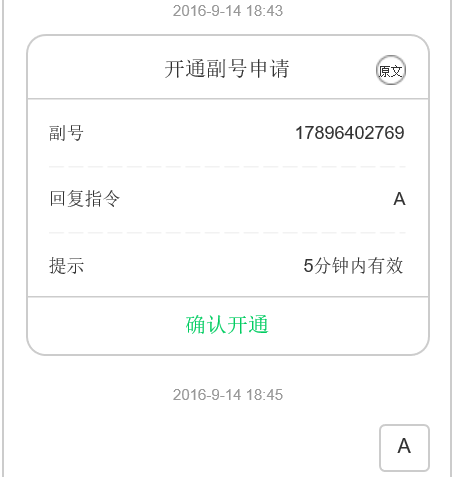 2016-9-14 18:43
开通副号申请 原文
副号 17896402769
回复指令 A
提示 5分钟内有效
确认开通
2016-9-14 18:45
A